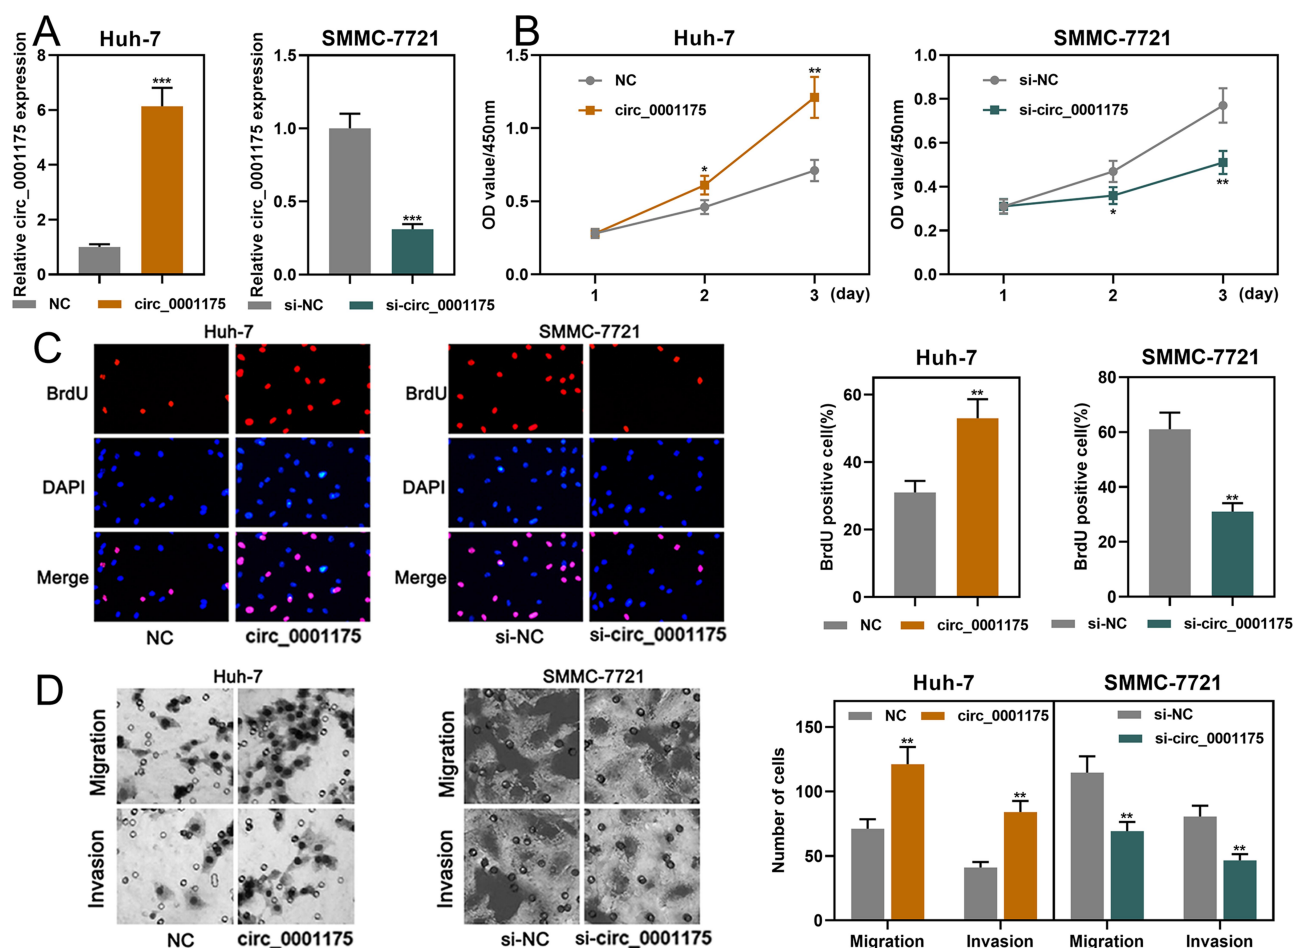 A
Huh-7
Relative circ_0001175 expression
8
6
4
2
0
***
NC
circ_0001175
SMMC-7721
Relative circ_0001175 expression
1.5
1.0
0.5
0.0
***
si-NC
si-circ_0001175
B
Huh-7
OD value/450nm
1.5
1.0
0.5
0.0
NC
circ_0001175
*
**
1 2 3 (day)
SMMC-7721
OD value/450nm
1.0
0.8
0.6
0.4
0.2
0.0
si-NC
si-circ_0001175
*
**
1 2 3 (day)
C
Huh-7
SMMC-7721
BrdU
DAPI
Merge
NC
circ_0001175
BrdU
DAPI
Merge
si-NC
si-circ_0001175
Huh-7
BrdU positive cell(%)
60
40
20
0
**
NC
circ_0001175
SMMC-7721
BrdU positive cell(%)
80
60
40
20
0
**
si-NC
si-circ_0001175
D
Huh-7
SMMC-7721
Migration
Invasion
NC
circ_0001175
Migration
Invasion
si-NC
si-circ_0001175
Huh-7
SMMC-7721
Number of cells
150
100
50
0
NC
circ_0001175
**
**
si-NC
si-circ_0001175
**
**
Migration
Invasion
Migration
Invasion